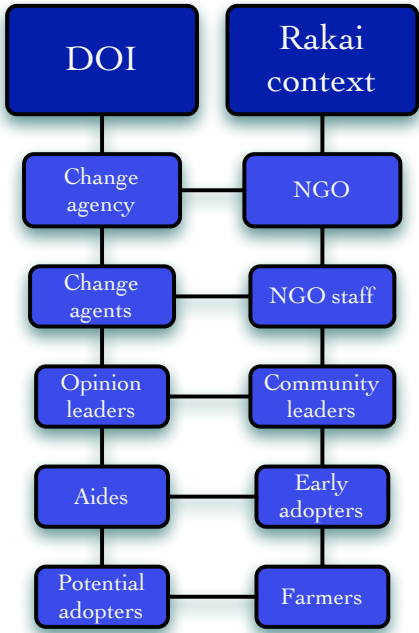 DOI
Rakai
context
Change
agency
NGO
Change
agents
NGO staff
Opinion
leaders
Community
leaders
Aides
Early
adopters
Potential
adopters
Farmers